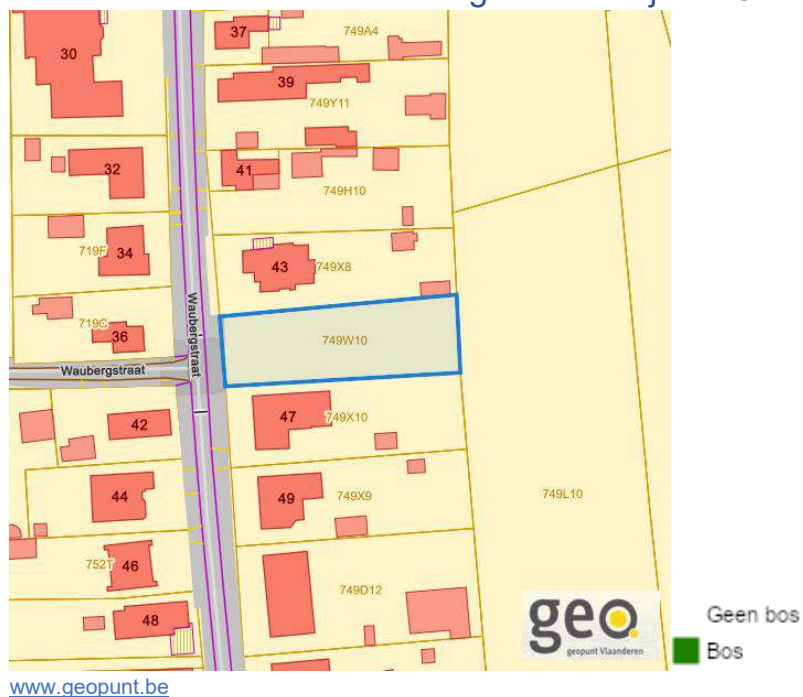 37
749A4
30
39
749Y11
32
41
749H10
719F
34
43
749X8
719C
36
Waubergstraat
749W10
Waubergstraat
42
47
749X10
44
49
749X9
749L10
752T
46
749D12
48
geo.
geopunt Vlaanderen
Geen bos
Bos
www.geopunt.be